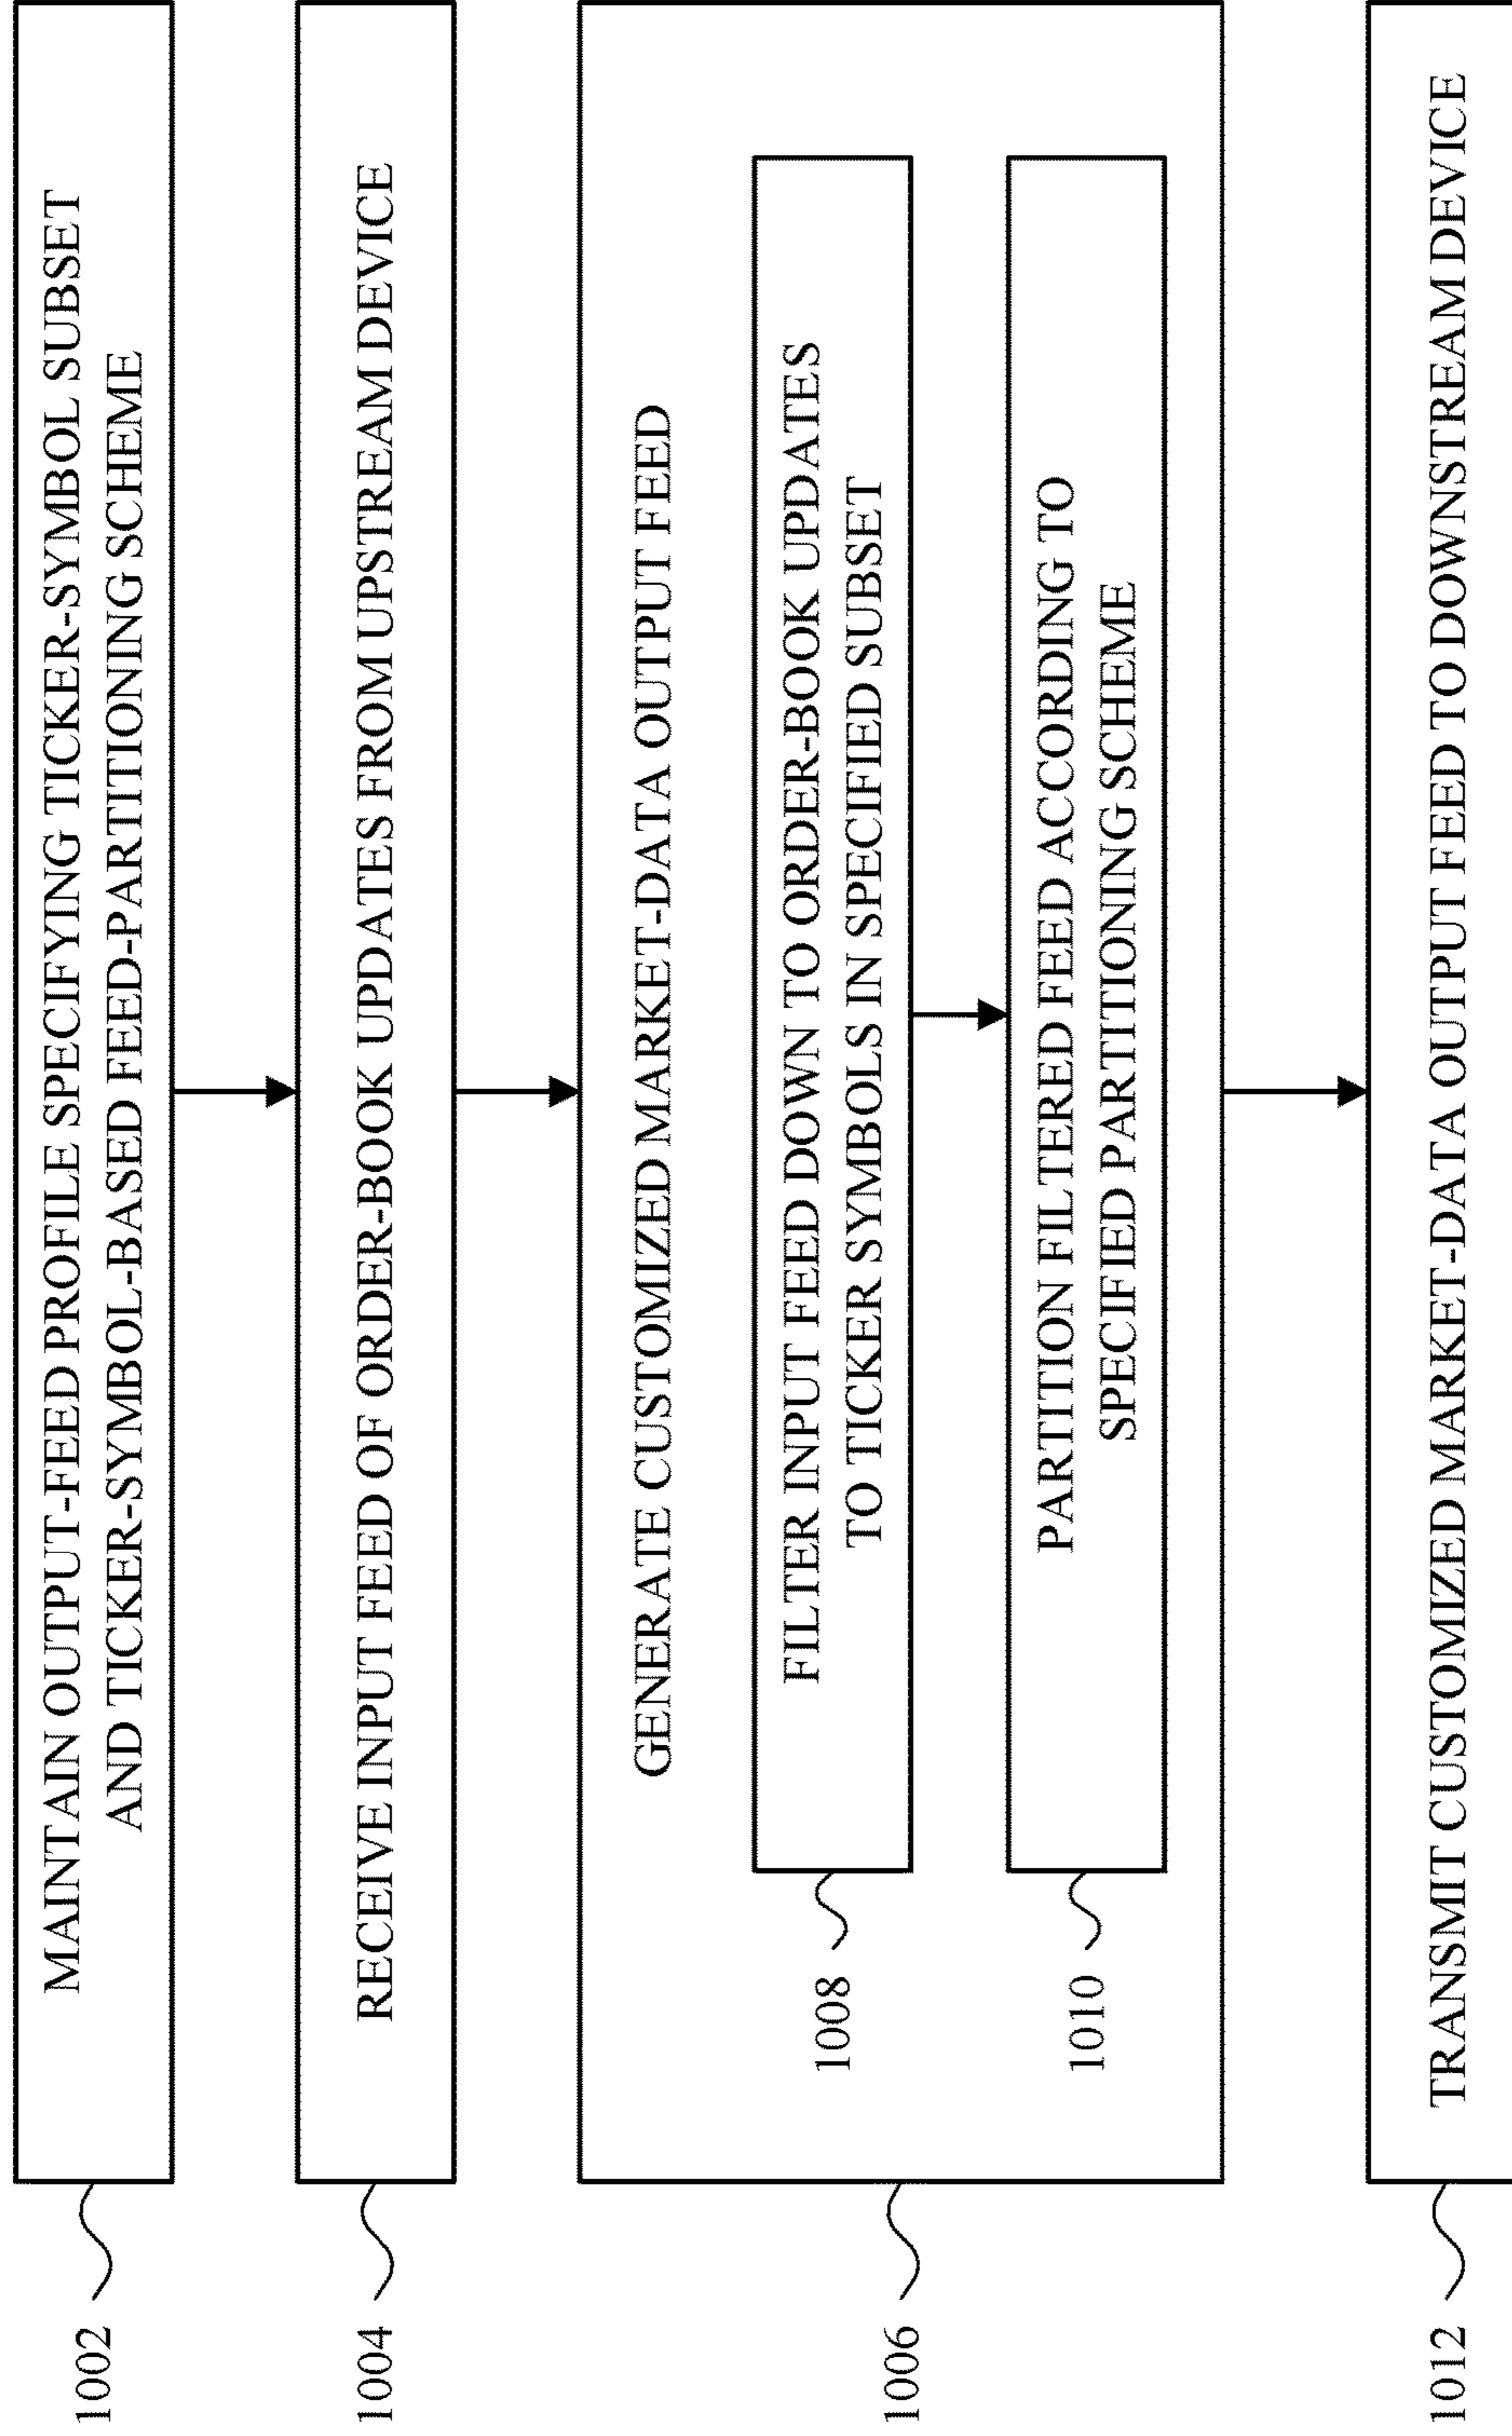 1002
MAINTAIN OUTPUT-FEED PROFILE SPECIFYING TICKER-SYMBOL SUBSET
AND TICKER-SYMBOL-BASED FEED-PARTITIONING SCHEME
1004
RECEIVE INPUT FEED OF ORDER-BOOK UPDATES FROM UPSTREAM DEVICE
1006
GENERATE CUSTOMIZED MARKET-DATA OUTPUT FEED
1008
FILTER INPUT FEED DOWN TO ORDER-BOOK UPDATES
TO TICKER SYMBOLS IN SPECIFIED SUBSET
1010
PARTITION FILTERED FEED ACCORDING TO
SPECIFIED PARTITIONING SCHEME
1012
TRANSMIT CUSTOMIZED MARKET-DATA OUTPUT FEED TO DOWNSTREAM DEVICE